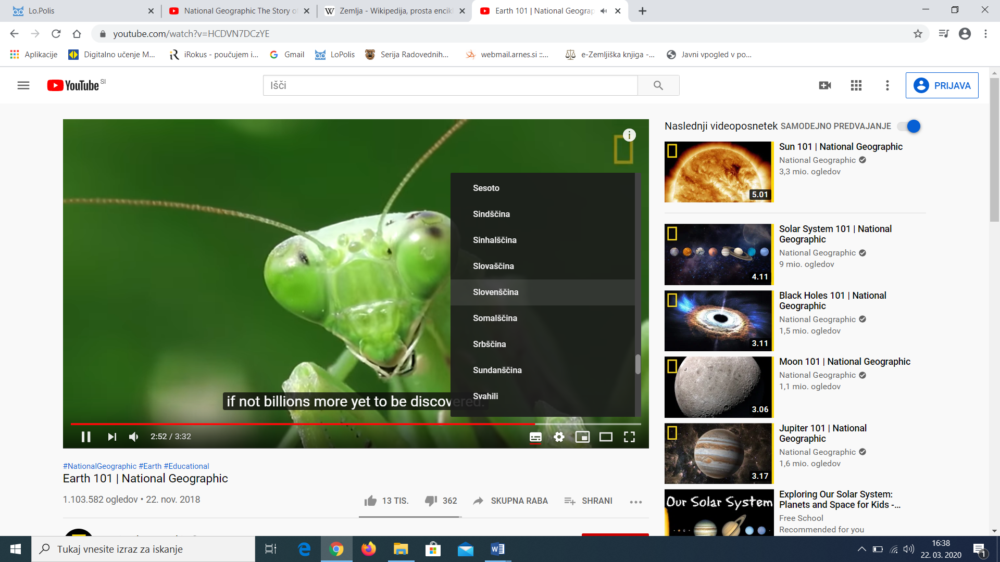 Lo.Polis
National Geographic The Story of
Zemlja - Wikipedija, prosta encikl
Earth 101 | National Geograp
youtube.com/watch?v=HCDVN7DCzYE
Aplikacije
Digitalno učenje M...
iRokus - poučujem i...
Gmail
LoPolis
Serija Radovednih...
webmail.arnes.si ::...
e-Zemljiška knjiga -...
Javni vpogled v po...
YouTube SI
Išči
PRIJAVA
Sesoto
Sindščina
Sinhalščina
Slovaščina
Slovenščina
Somalščina
Srbščina
Sundanščina
Svahili
if not billions more yet to be discovered.
2:52 / 3:32
#NationalGeographic #Earth #Educational
Earth 101 | National Geographic
1.103.582 ogledov • 22. nov. 2018
13 TIS.
362
SKUPNA RABA
SHRANI
Naslednji videoposnetek
SAMODEJNO PREDVAJANJE
5.01
Sun 101 | National Geographic
National Geographic
3,3 mio. ogledov
4.11
Solar System 101 | National
Geographic
National Geographic
9 mio. ogledov
3.11
Black Holes 101 | National
Geographic
National Geographic
1,5 mio. ogledov
3.06
Moon 101 | National Geographic
National Geographic
1,1 mio. ogledov
3.17
Jupiter 101 | National
Geographic
National Geographic
1,6 mio. ogledov
Our Solar System
Exploring Our Solar System:
Planets and Space for Kids -...
Free School
Recommended for you
Tukaj vnesite izraz za iskanje
16:38
22. 03. 2020
1